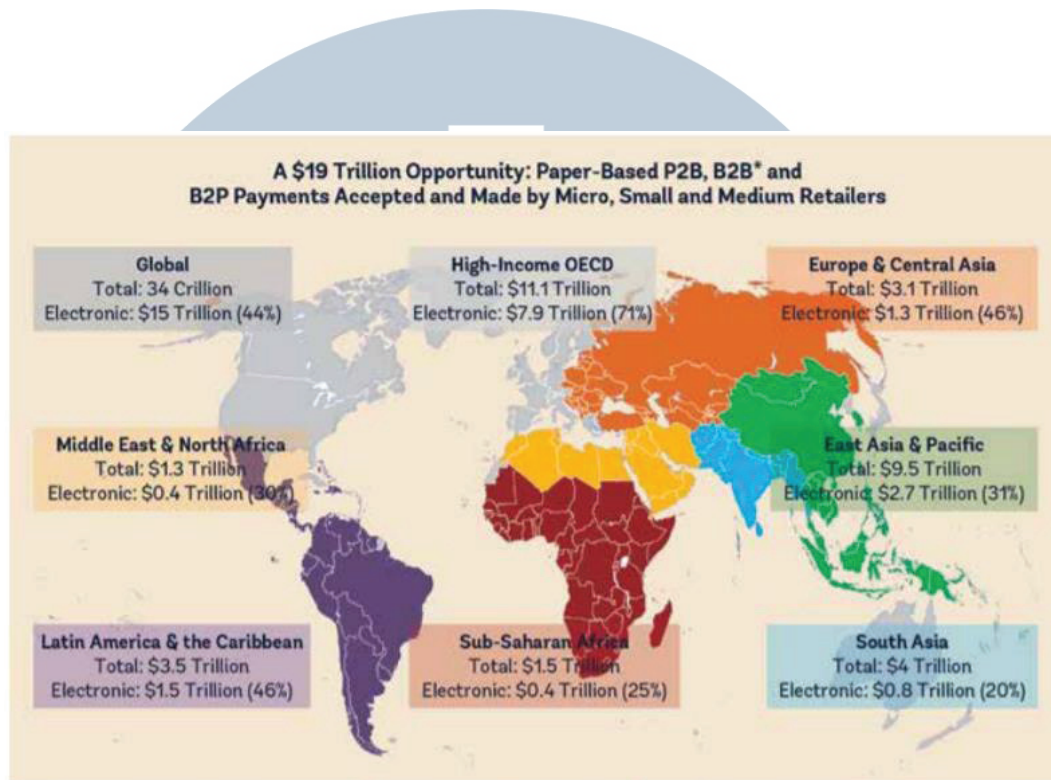 A $19 Trillion Opportunity: Paper-Based P2B, B2B* and
B2P Payments Accepted and Made by Micro, Small and Medium Retailers
Global
Total: 34 Crillion
Electronic: $15 Trillion (44%)
High-Income OECD
Total: $11.1 Trillion
Electronic: $7.9 Trillion (71%)
Europe & Central Asia
Total: $3.1 Trillion
Electronic: $1.3 Trillion (46%)
Middle East & North Africa
Total: $1.3 Trillion
Electronic: $0.4 Trillion (30%)
East Asia & Pacific
Total: $9.5 Trillion
Electronic: $2.7 Trillion (31%)
Latin America & the Caribbean
Total: $3.5 Trillion
Electronic: $1.5 Trillion (46%)
Sub-Saharan Africa
Total: $1.5 Trillion
Electronic: $0.4 Trillion (25%)
South Asia
Total: $4 Trillion
Electronic: $0.8 Trillion (20%)